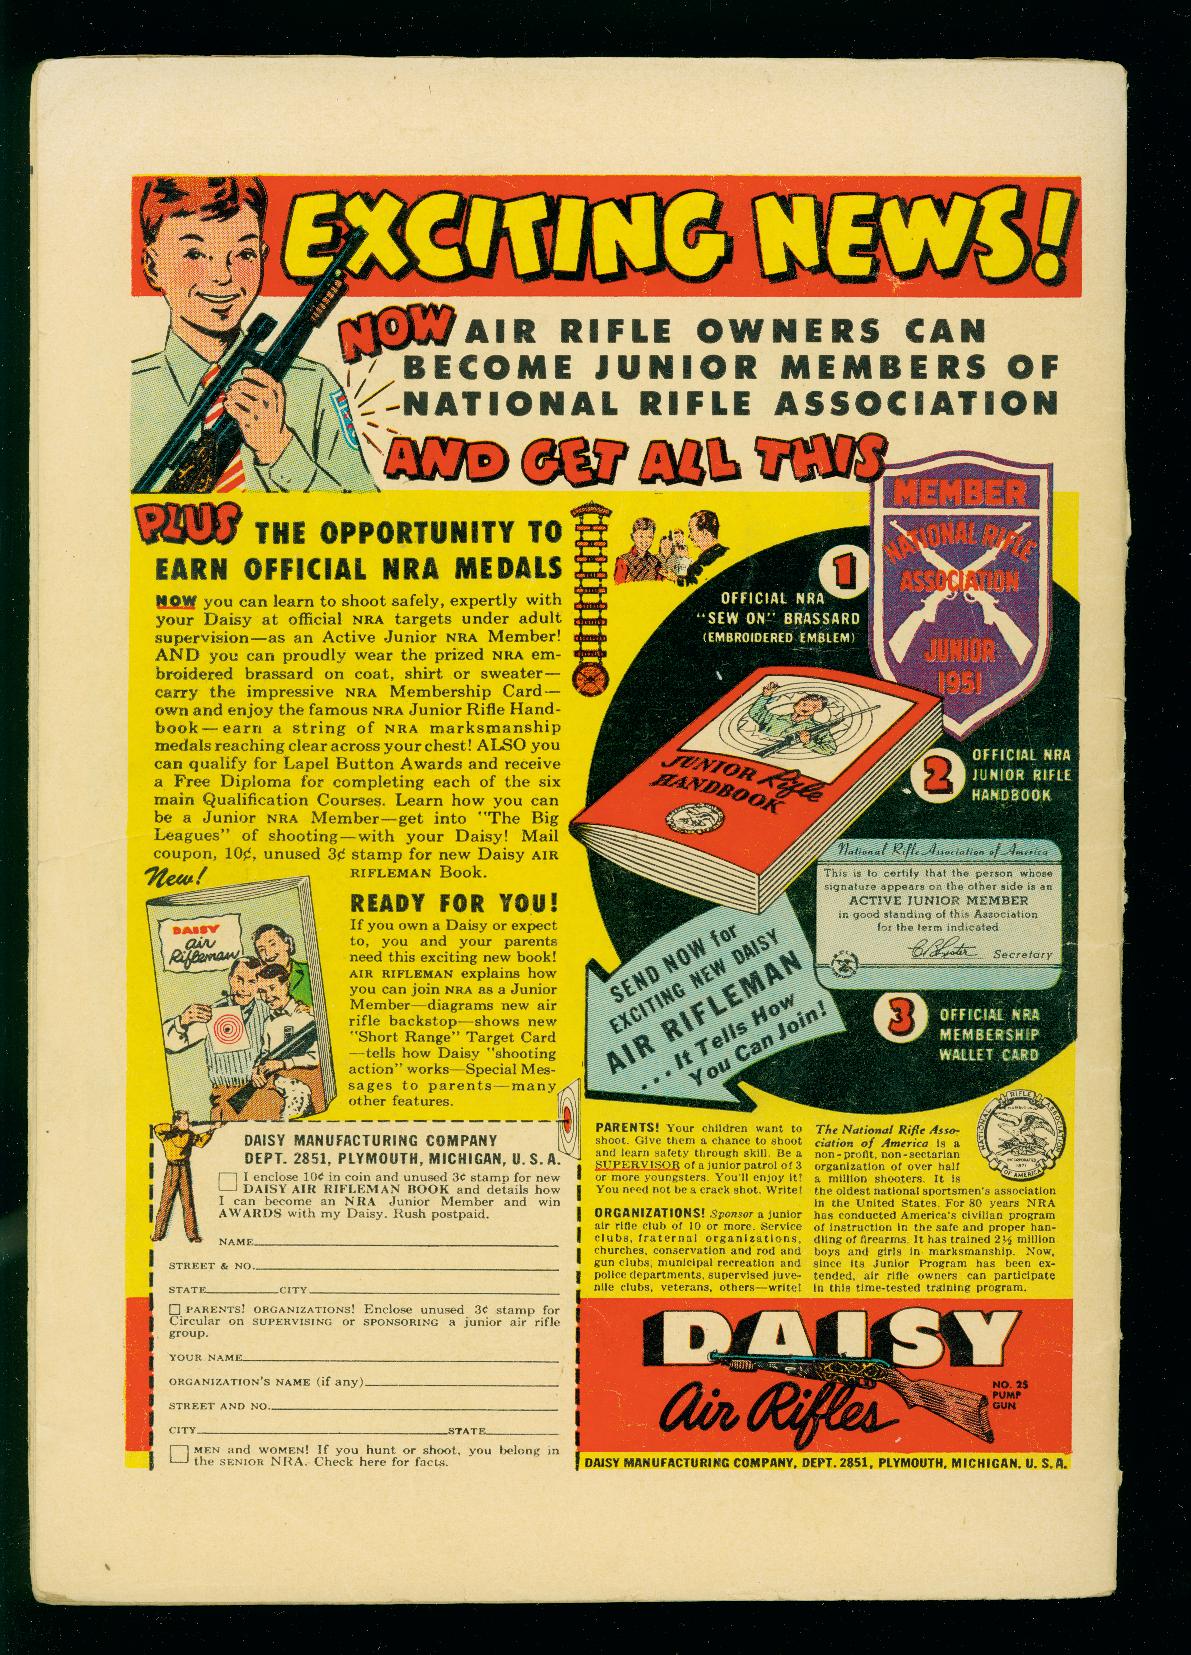 EXCITING NEWS!
NOW AIR RIFLE OWNERS CAN
BECOME JUNIOR MEMBERS OF
NATIONAL RIFLE ASSOCIATION
AND GET ALL THIS
PLUS THE OPPORTUNITY TO
EARN OFFICIAL NRA MEDALS
NOW you can learn to shoot safely, expertly with
your Daisy at official NRA targets under adult
supervision—as an Active Junior NRA Member!
AND you can proudly wear the prized NRA em-
broidered brassard on coat, shirt or sweater—
carry the impressive NRA Membership Card—
own and enjoy the famous NRA Junior Rifle Hand-
book—earn a string of NRA marksmanship
medals reaching clear across your chest! ALSO you
can qualify for Lapel Button Awards and receive
a Free Diploma for completing each of the six
main Qualification Courses. Learn how you can
be a Junior NRA Member—get into "The Big
Leagues" of shooting—with your Daisy! Mail
coupon, 10¢, unused 3¢ stamp for new Daisy AIR
RIFLEMAN Book.
New!
DAISY
air
Rifleman
READY FOR YOU!
If you own a Daisy or expect
to, you and your parents
need this exciting new book!
AIR RIFLEMAN explains how
you can join NRA as a Junior
Member—diagrams new air
rifle backstop—shows new
"Short Range" Target Card
—tells how Daisy "shooting
action" works—Special Mes-
sages to parents—many
other features.
1
OFFICIAL NRA
"SEW ON" BRASSARD
(EMBROIDERED EMBLEM)
MEMBER
NATIONAL RIFLE
ASSOCIATION
JUNIOR
1951
JUNIOR Rifle
HANDBOOK
2
OFFICIAL NRA
JUNIOR RIFLE
HANDBOOK
National Rifle Association of America
This is to certify that the person whose
signature appears on the other side is an
ACTIVE JUNIOR MEMBER
in good standing of this Association
for the term indicated
Secretary
3
OFFICIAL NRA
MEMBERSHIP
WALLET CARD
SEND NOW for
EXCITING NEW DAISY
AIR RIFLEMAN
... It Tells How
You Can Join!
DAISY MANUFACTURING COMPANY
DEPT. 2851, PLYMOUTH, MICHIGAN, U. S. A.
I enclose 10¢ in coin and unused 3¢ stamp for new
DAISY AIR RIFLEMAN BOOK and details how
I can become an NRA Junior Member and win
AWARDS with my Daisy. Rush postpaid.
NAME
STREET & NO.
STATE CITY
PARENTS! ORGANIZATIONS! Enclose unused 3¢ stamp for
Circular on SUPERVISING or SPONSORING a junior air rifle
group.
YOUR NAME
ORGANIZATION'S NAME (if any)
STREET AND NO.
CITY STATE
MEN and WOMEN! If you hunt or shoot, you belong in
the SENIOR NRA. Check here for facts.
PARENTS! Your children want to
shoot. Give them a chance to shoot
and learn safety through skill. Be a
SUPERVISOR of a junior patrol of 3
or more youngsters. You'll enjoy it!
You need not be a crack shot. Write!
ORGANIZATIONS! Sponsor a junior
air rifle club of 10 or more. Service
clubs, fraternal organizations,
churches, conservation and rod and
gun clubs, municipal recreation and
police departments, supervised juve-
nile clubs, veterans, others—write!
The National Rifle Asso-
ciation of America is a
non-profit, non-sectarian
organization of over half
a million shooters. It is
the oldest national sportsmen's association
in the United States. For 80 years NRA
has conducted America's civilian program
of instruction in the safe and proper han-
dling of firearms. It has trained 2½ million
boys and girls in marksmanship. Now,
since its Junior Program has been ex-
tended, air rifle owners can participate
in this time-tested training program.
NATIONAL RIFLE ASSOCIATION
INCORPORATED
1871
OF AMERICA
DAISY
Air Rifles
NO. 25
PUMP
GUN
DAISY MANUFACTURING COMPANY, DEPT. 2851, PLYMOUTH, MICHIGAN, U. S. A.